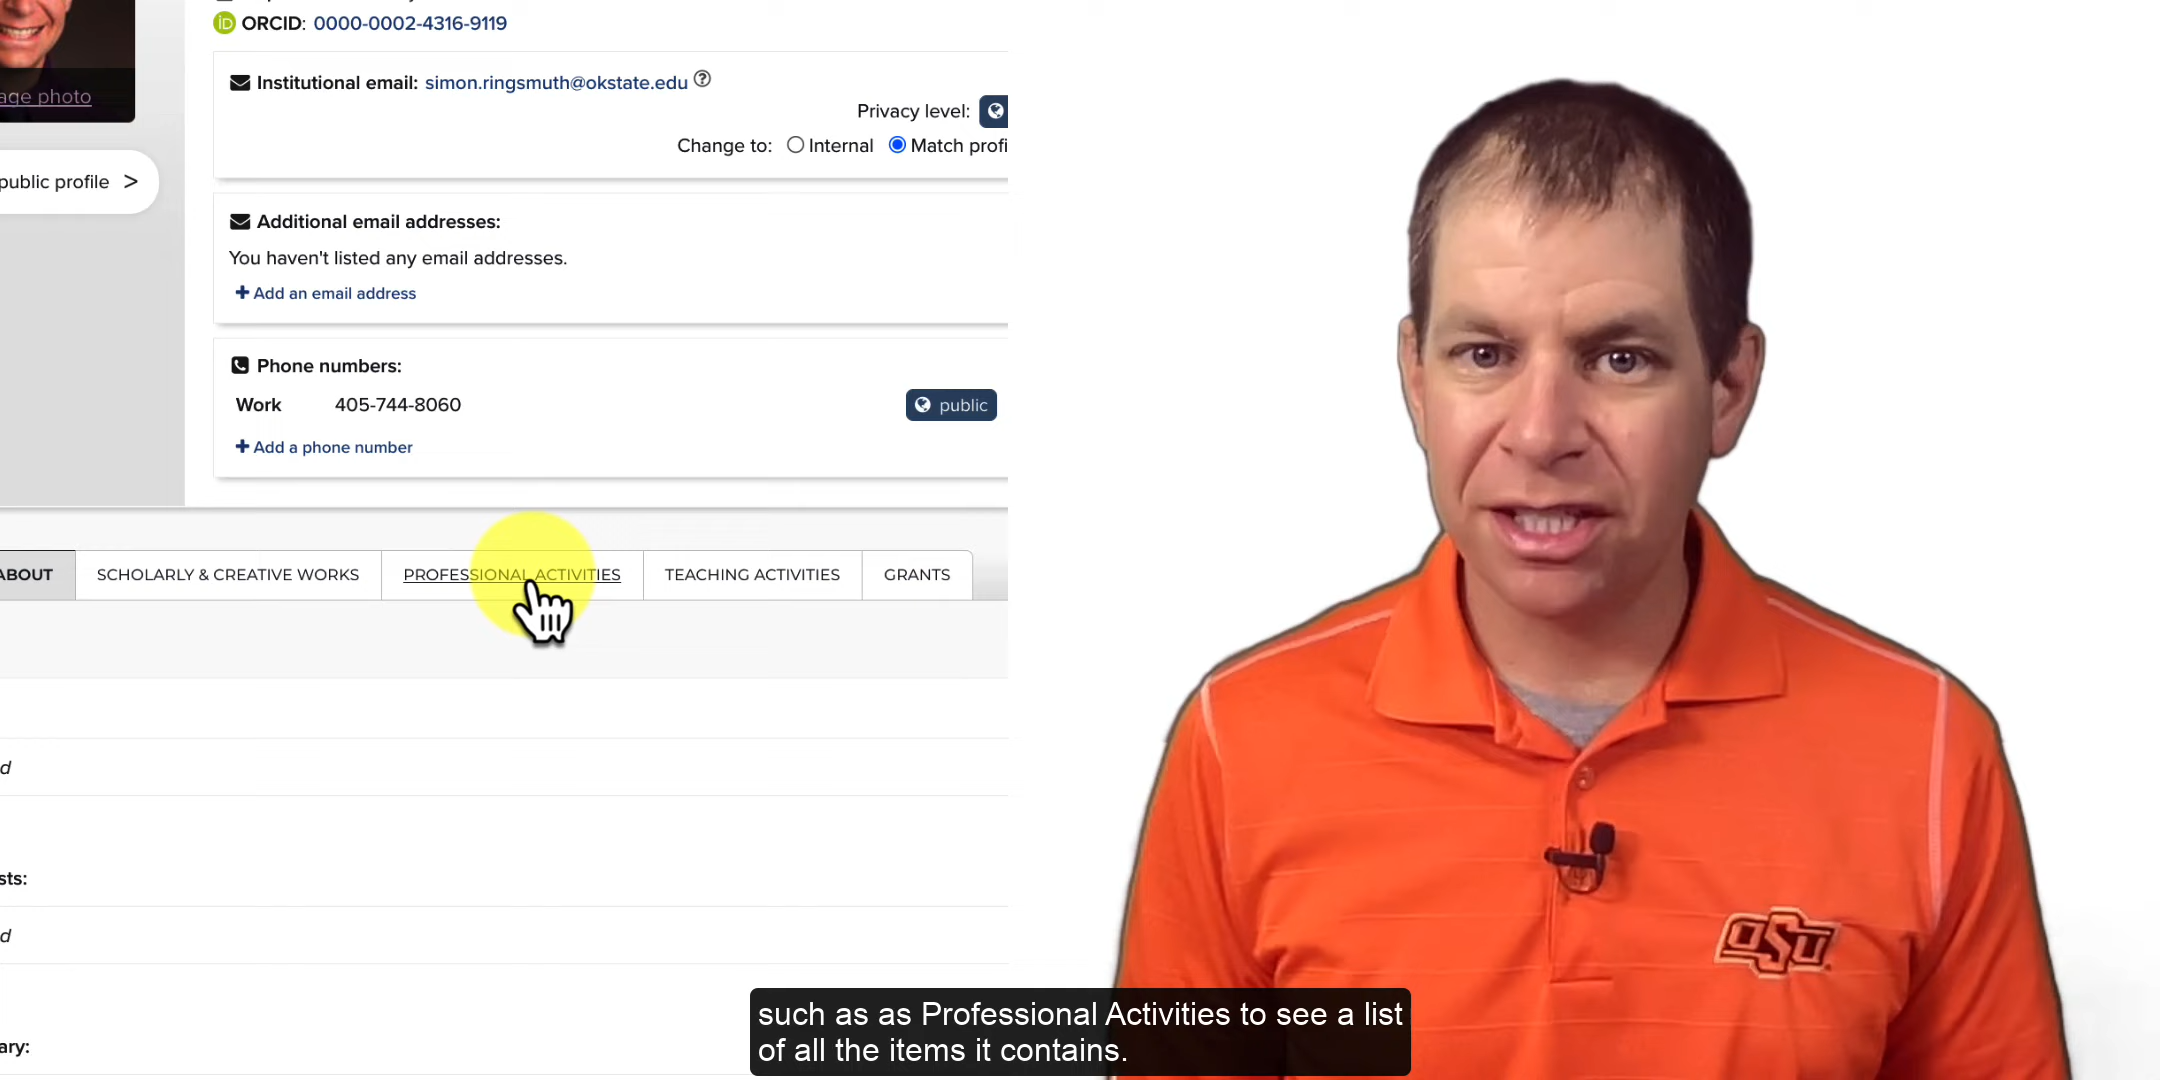 ORCID: 0000-0002-4316-9119
Institutional email: simon.ringsmuth@okstate.edu
age photo
Privacy level:
Change to: Internal Match profi
public profile >
Additional email addresses:
You haven't listed any email addresses.
+ Add an email address
Phone numbers:
Work 405-744-8060 public
+ Add a phone number
ABOUT SCHOLARLY & CREATIVE WORKS PROFESSIONAL ACTIVITIES TEACHING ACTIVITIES GRANTS
d
sts:
d
ary:
OSU
such as as Professional Activities to see a list
of all the items it contains.